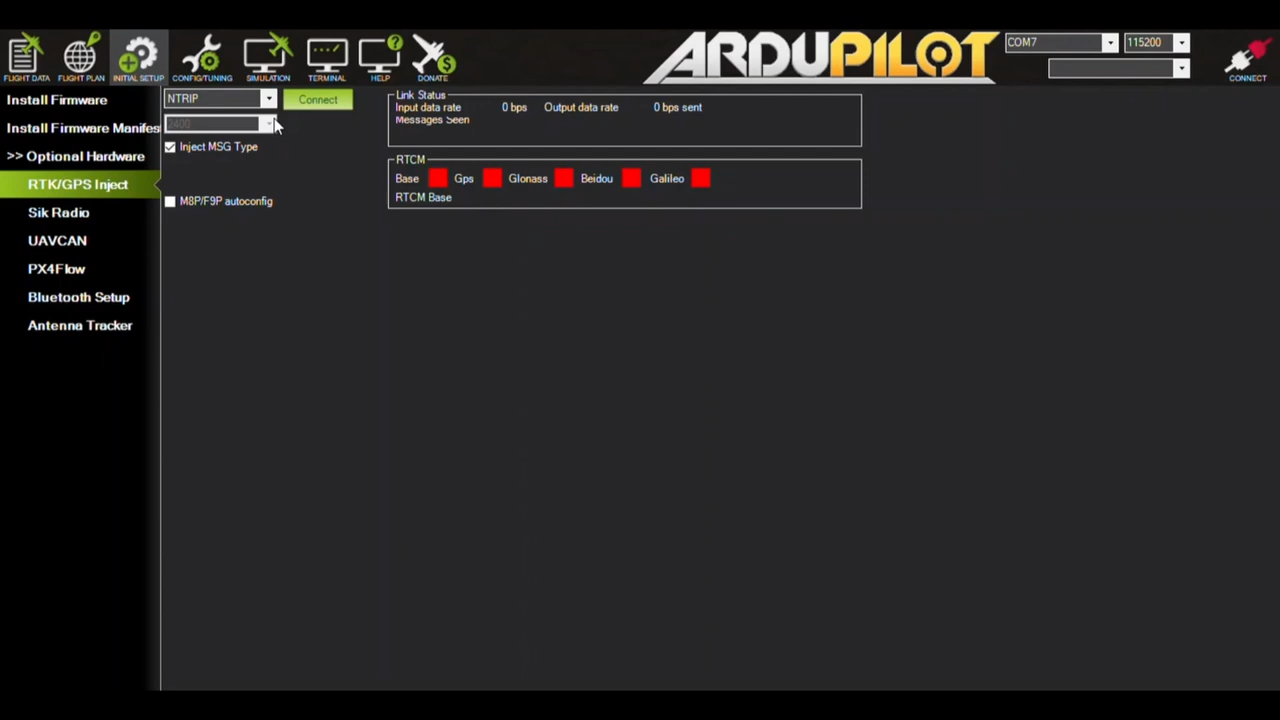 FLIGHT DATA
FLIGHT PLAN
INITIAL SETUP
CONFIG/TUNING
SIMULATION
TERMINAL
HELP
DONATE
ARDUPILOT
COM7
115200
CONNECT
Install Firmware
Install Firmware Manifes
>> Optional Hardware
RTK/GPS Inject
Sik Radio
UAVCAN
PX4Flow
Bluetooth Setup
Antenna Tracker
NTRIP
Connect
2400
Inject MSG Type
M8P/F9P autoconfig
Link Status
Input data rate 0 bps Output data rate 0 bps sent
Messages Seen
RTCM
Base Gps Glonass Beidou Galileo
RTCM Base